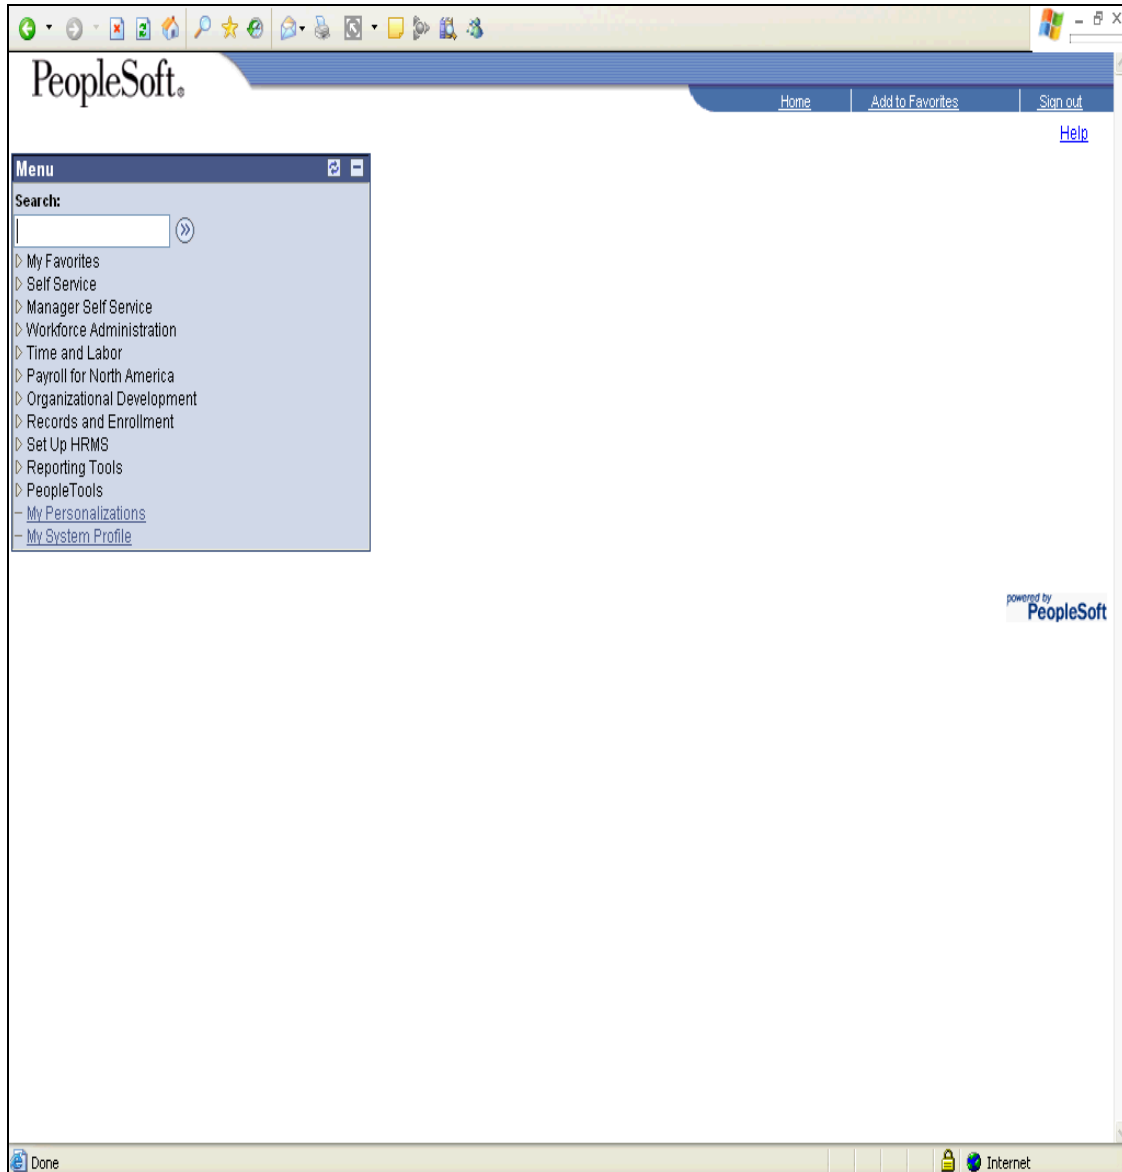 PeopleSoft®
Home Add to Favorites Sign out
Help
Menu
Search:
My Favorites
Self Service
Manager Self Service
Workforce Administration
Time and Labor
Payroll for North America
Organizational Development
Records and Enrollment
Set Up HRMS
Reporting Tools
PeopleTools
My Personalizations
My System Profile
powered by
PeopleSoft
Done Internet